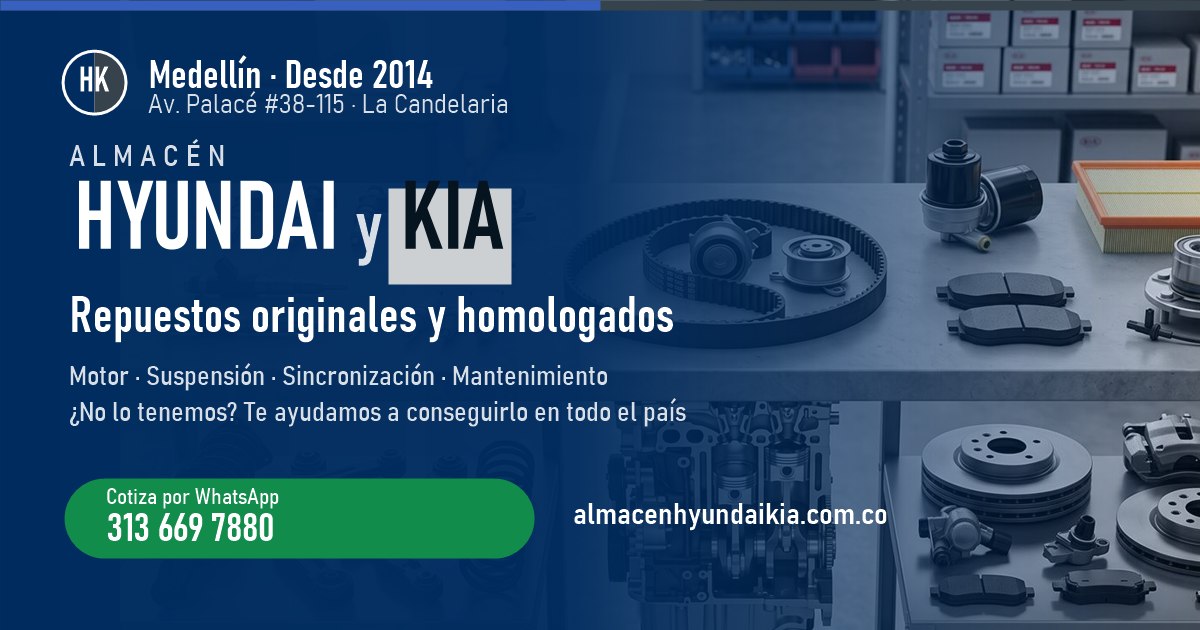 HK
Medellín · Desde 2014
Av. Palacé #38-115 · La Candelaria
ALMACÉN
HYUNDAI y KIA
Repuestos originales y homologados
Motor · Suspensión · Sincronización · Mantenimiento
¿No lo tenemos? Te ayudamos a conseguirlo en todo el país
Cotiza por WhatsApp
313 669 7880
almacenhyundaikia.com.co